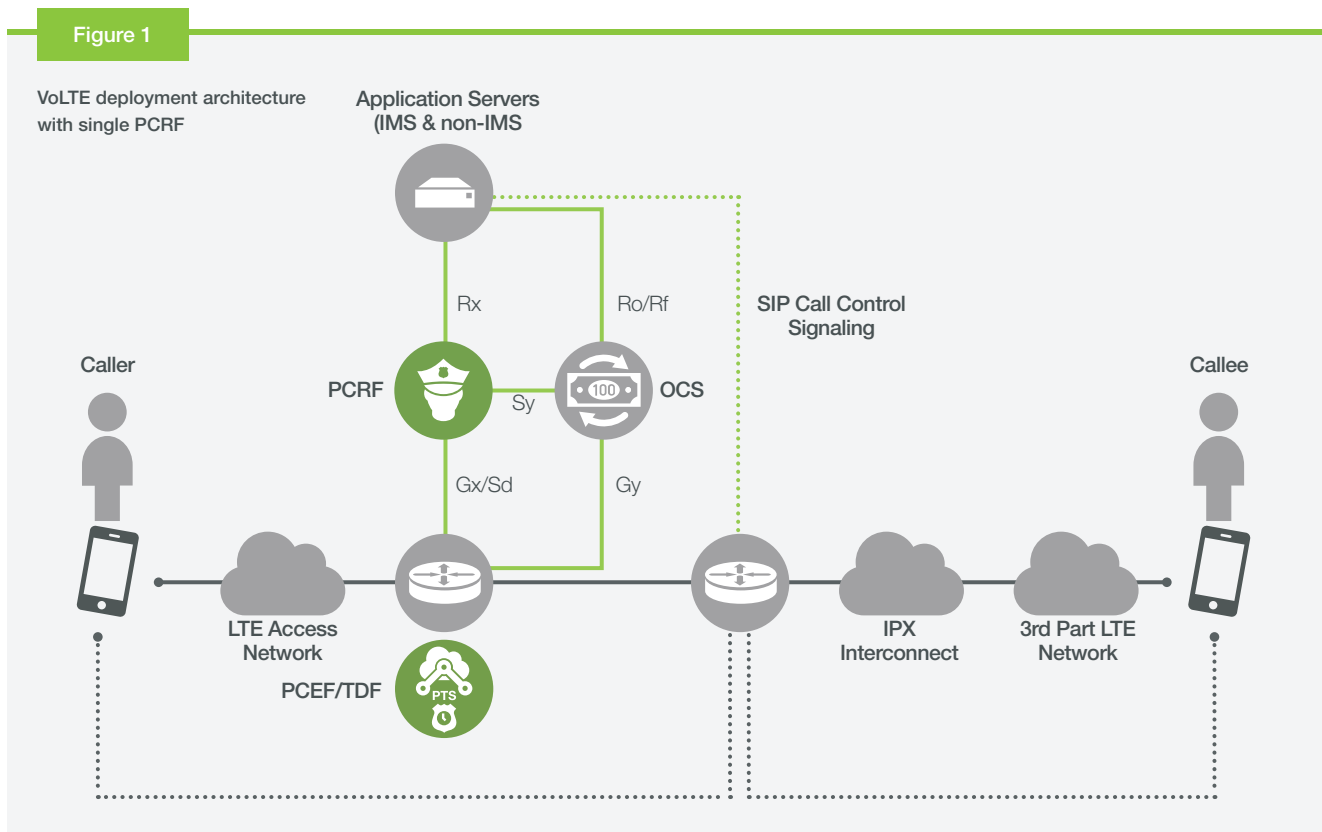 Figure 1
VoLTE deployment architecture
with single PCRF
Application Servers
(IMS & non-IMS
Rx
Ro/Rf
SIP Call Control
Signaling
Caller
Callee
PCRF
Sy
100
OCS
Gx/Sd
Gy
LTE Access
Network
IPX
Interconnect
3rd Part LTE
Network
PCEF/TDF
PTS